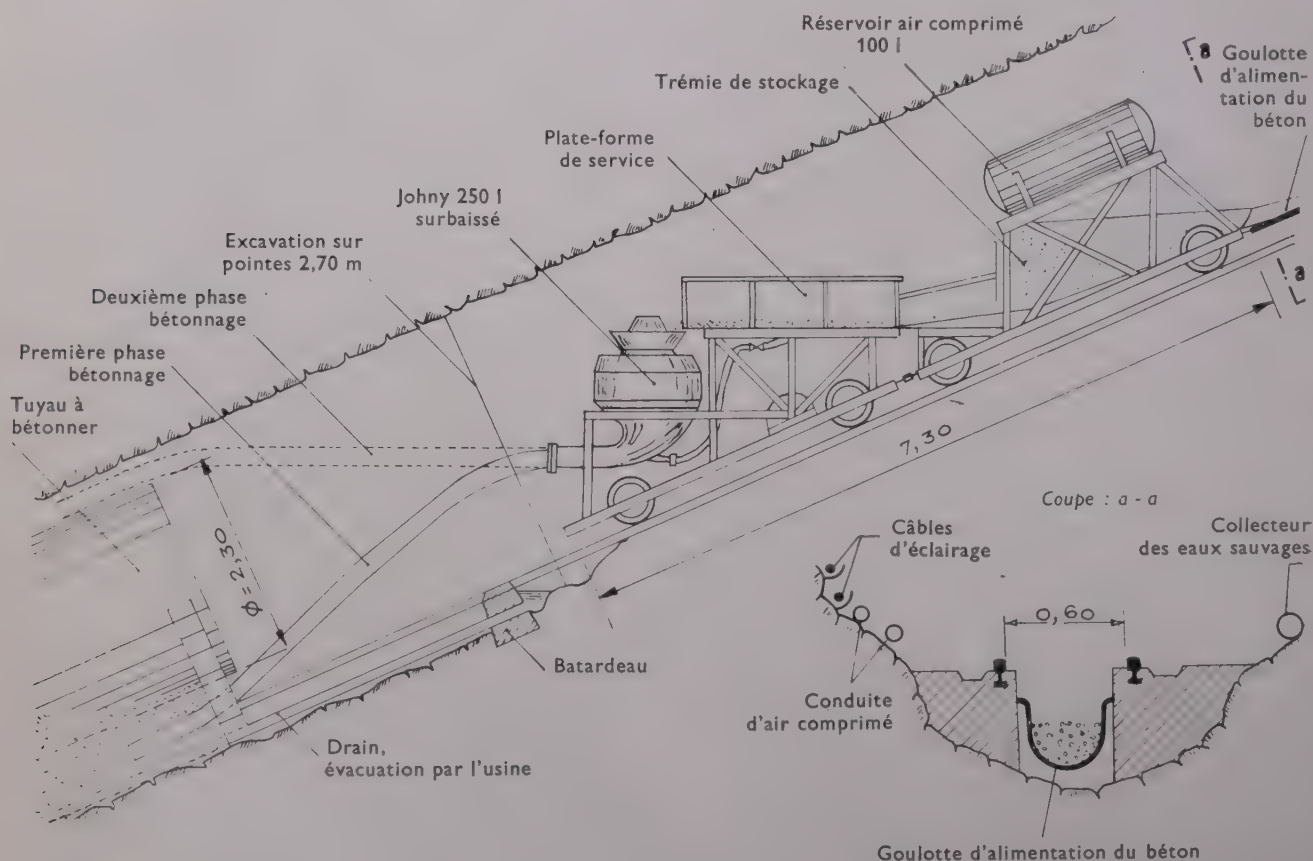 Réservoir air comprimé
100 l
Trémie de stockage
a
Goulotte
d'alimen-
tation du
béton
Plate-forme
de service
Johny 250 l
surbaissé
Excavation sur
pointes 2,70 m
Deuxième phase
bétonnage
Première phase
bétonnage
Tuyau à
bétonner
a
7,30
Ø = 2,30
Batardeau
Drain,
évacuation par l'usine
Coupe : a - a
Câbles
d'éclairage
Collecteur
des eaux sauvages
0,60
Conduite
d'air comprimé
Goulotte d'alimentation du béton